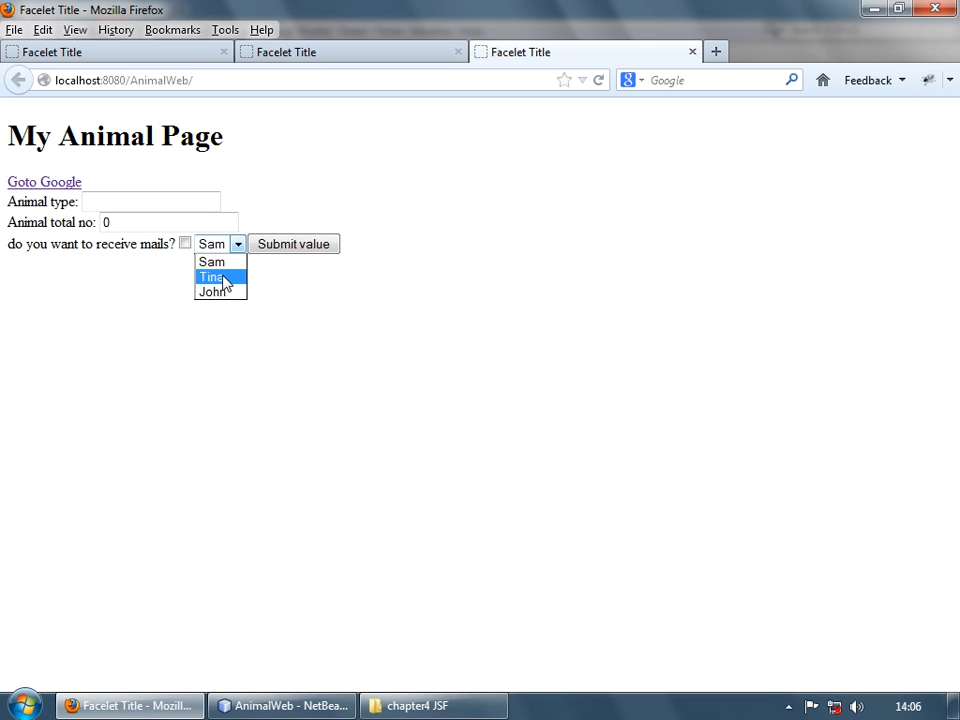 Facelet Title - Mozilla Firefox
File Edit View History Bookmarks Tools Help
Facelet Title Facelet Title Facelet Title
localhost:8080/AnimalWeb/ Google Feedback
My Animal Page
Goto Google
Animal type:
Animal total no: 0
do you want to receive mails? Sam Submit value
Sam
Tina
John
Facelet Title - Mozill... AnimalWeb - NetBea... chapter4 JSF 14:06